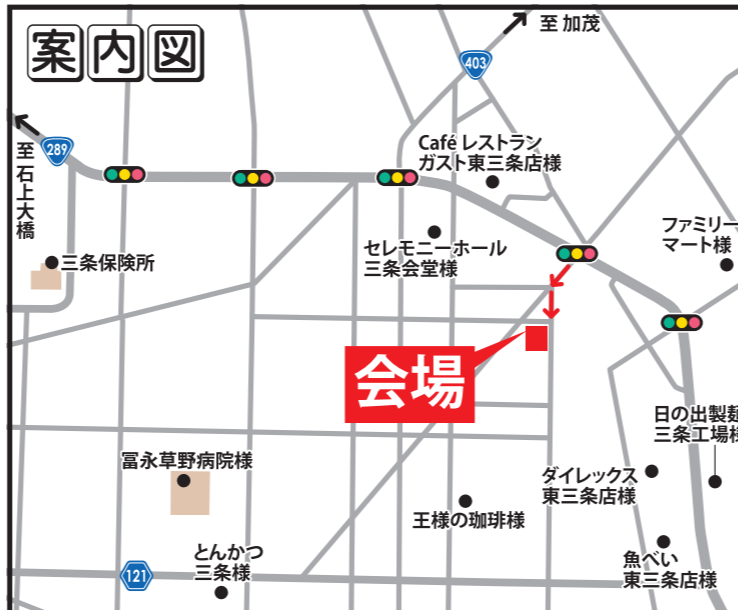 案内図
至 加茂
403
289
至 石上大橋
Café レストラン
ガスト東三条店様
ファミリー
マート様
セレモニーホール
三条会堂様
三条保険所
会場
日の出製麺
三条工場様
冨永草野病院様
ダイレックス
東三条店様
王様の珈琲様
とんかつ
三条様
121
魚べい
東三条店様